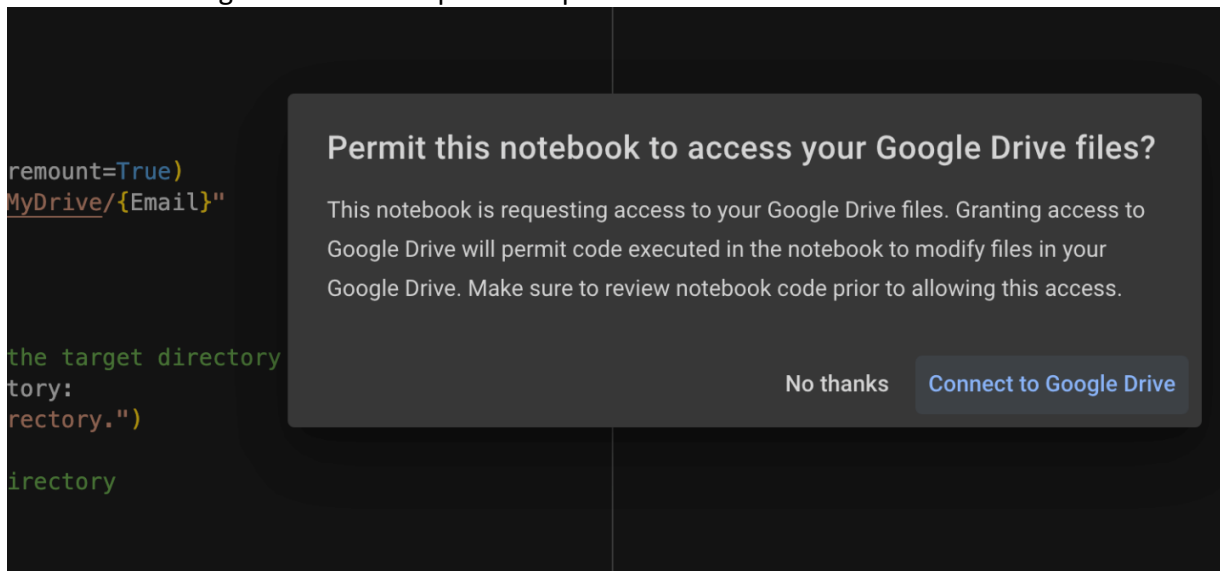 Permit this notebook to access your Google Drive files?
remount=True)
MyDrive/{Email}"
This notebook is requesting access to your Google Drive files. Granting access to
Google Drive will permit code executed in the notebook to modify files in your
Google Drive. Make sure to review notebook code prior to allowing this access.
the target directory
tory:
rectory.")
No thanks
Connect to Google Drive
irectory